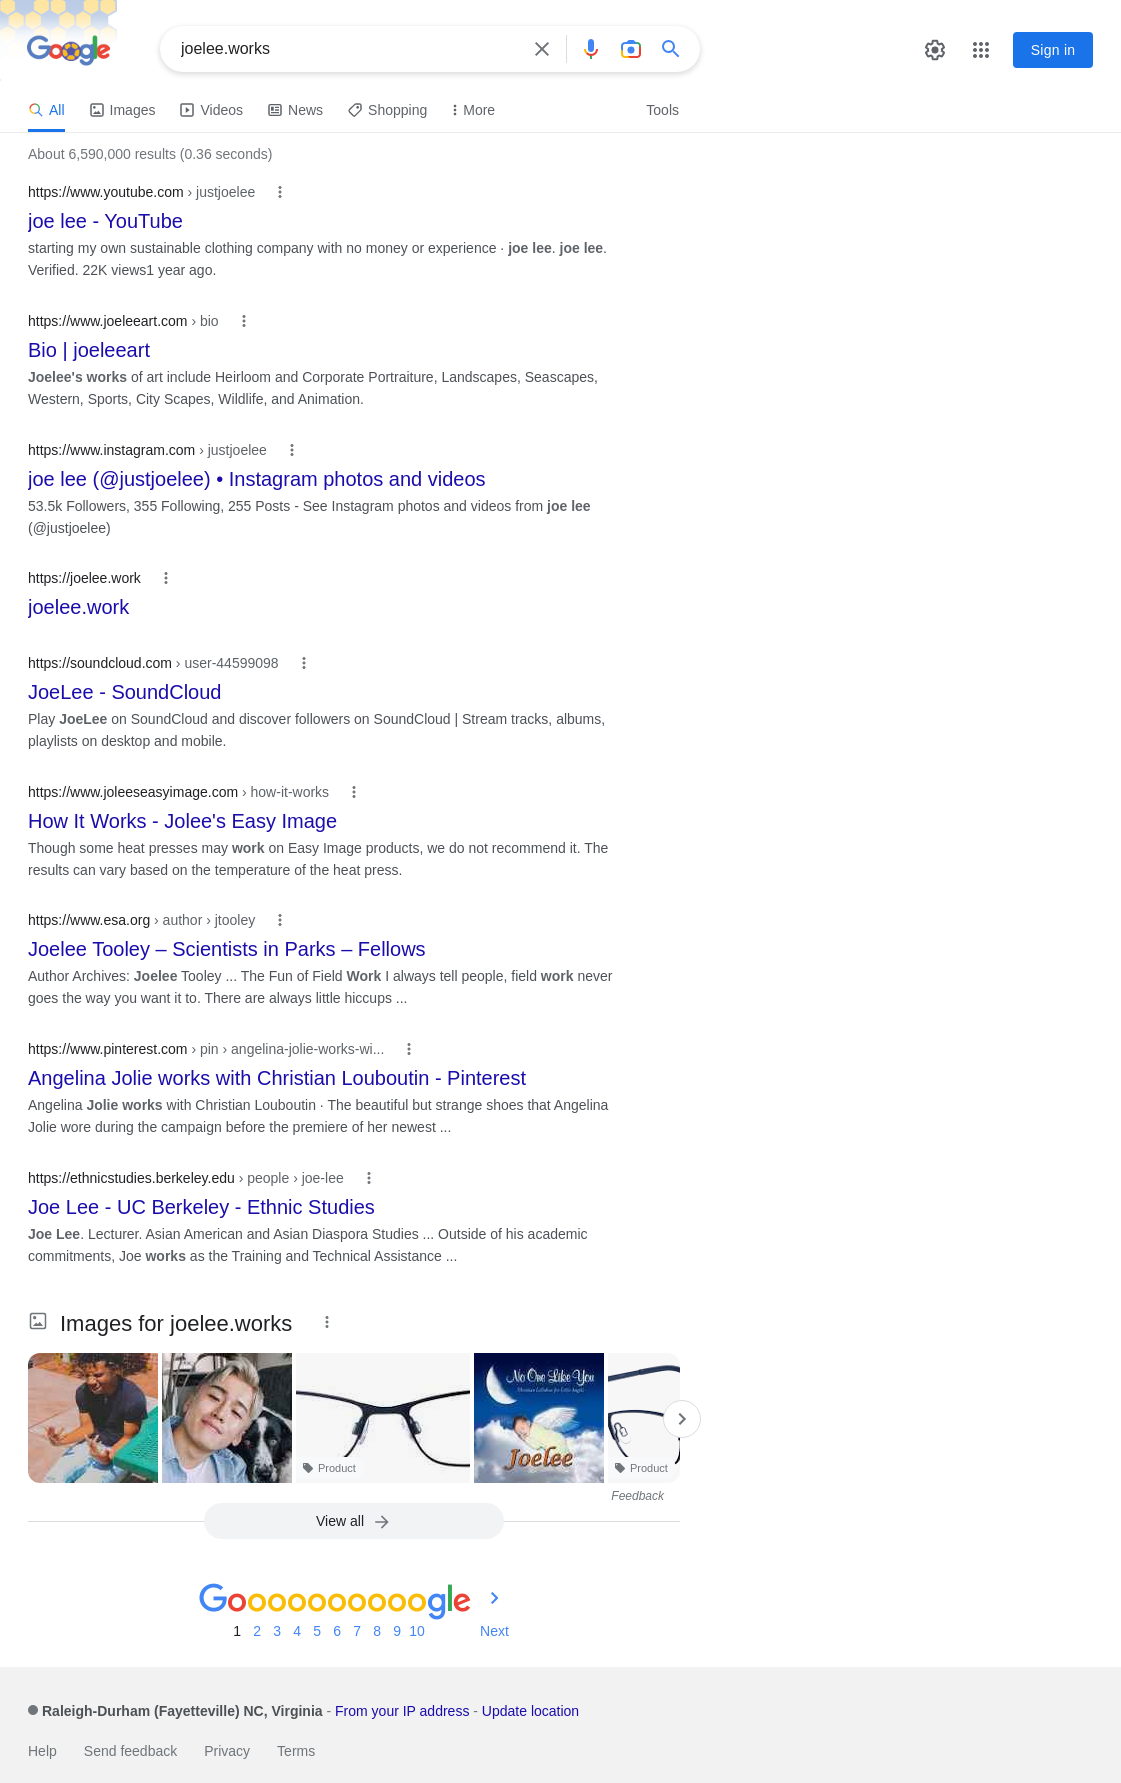 Google
joelee.works
Sign in
All
Images
Videos
News
Shopping
More
Tools
About 6,590,000 results (0.36 seconds)
https://www.youtube.com › justjoelee
joe lee - YouTube
starting my own sustainable clothing company with no money or experience · joe lee. joe lee.
Verified. 22K views1 year ago.
https://www.joeleeart.com › bio
Bio | joeleeart
Joelee's works of art include Heirloom and Corporate Portraiture, Landscapes, Seascapes,
Western, Sports, City Scapes, Wildlife, and Animation.
https://www.instagram.com › justjoelee
joe lee (@justjoelee) • Instagram photos and videos
53.5k Followers, 355 Following, 255 Posts - See Instagram photos and videos from joe lee
(@justjoelee)
https://joelee.work
joelee.work
https://soundcloud.com › user-44599098
JoeLee - SoundCloud
Play JoeLee on SoundCloud and discover followers on SoundCloud | Stream tracks, albums,
playlists on desktop and mobile.
https://www.joleeseasyimage.com › how-it-works
How It Works - Jolee's Easy Image
Though some heat presses may work on Easy Image products, we do not recommend it. The
results can vary based on the temperature of the heat press.
https://www.esa.org › author › jtooley
Joelee Tooley – Scientists in Parks – Fellows
Author Archives: Joelee Tooley ... The Fun of Field Work I always tell people, field work never
goes the way you want it to. There are always little hiccups ...
https://www.pinterest.com › pin › angelina-jolie-works-wi...
Angelina Jolie works with Christian Louboutin - Pinterest
Angelina Jolie works with Christian Louboutin · The beautiful but strange shoes that Angelina
Jolie wore during the campaign before the premiere of her newest ...
https://ethnicstudies.berkeley.edu › people › joe-lee
Joe Lee - UC Berkeley - Ethnic Studies
Joe Lee. Lecturer. Asian American and Asian Diaspora Studies ... Outside of his academic
commitments, Joe works as the Training and Technical Assistance ...
Images for joelee.works
No One Like You
Joelee
Product
Product
Feedback
View all
Goooooooooogle
1 2 3 4 5 6 7 8 9 10 Next
Raleigh-Durham (Fayetteville) NC, Virginia - From your IP address - Update location
Help
Send feedback
Privacy
Terms